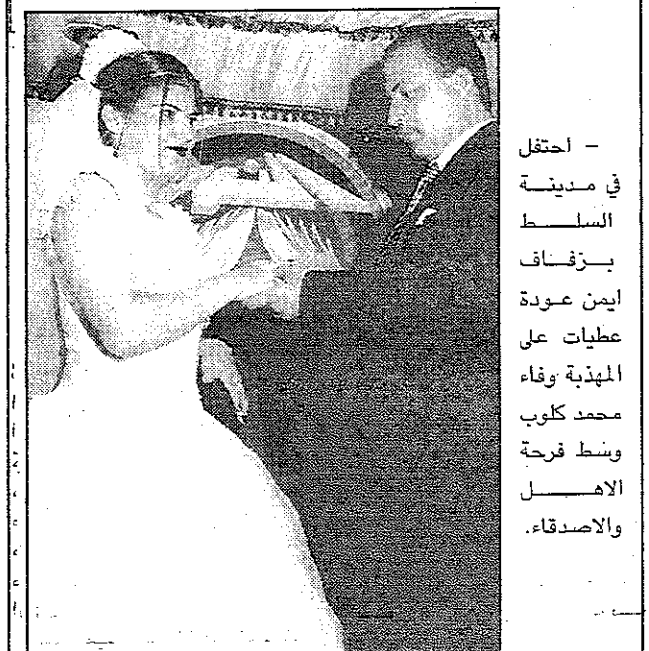 – احتفل
في مدينة
السلط
بزفاف
ايمن عودة
عطيات على
المهذبة وفاء
محمد كلوب
وسط فرحة
الاهل
والاصدقاء.